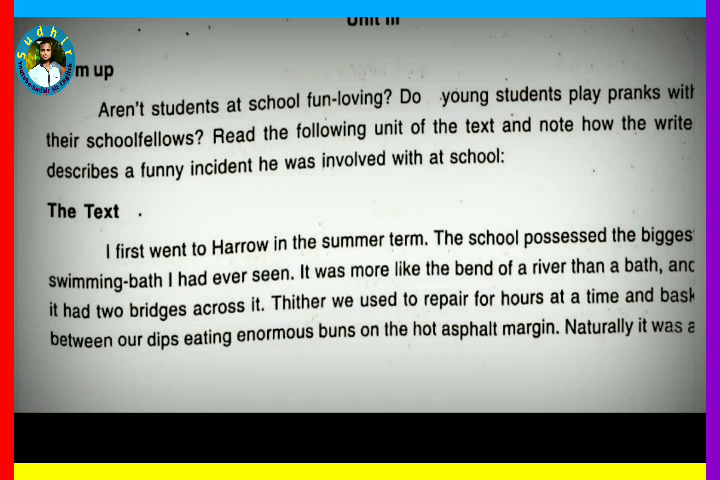 Unit III
Sudhir
m up
Aren't students at school fun-loving? Do young students play pranks with
their schoolfellows? Read the following unit of the text and note how the write
describes a funny incident he was involved with at school:
The Text
I first went to Harrow in the summer term. The school possessed the bigges
swimming-bath I had ever seen. It was more like the bend of a river than a bath, and
it had two bridges across it. Thither we used to repair for hours at a time and bask
between our dips eating enormous buns on the hot asphalt margin. Naturally it was a